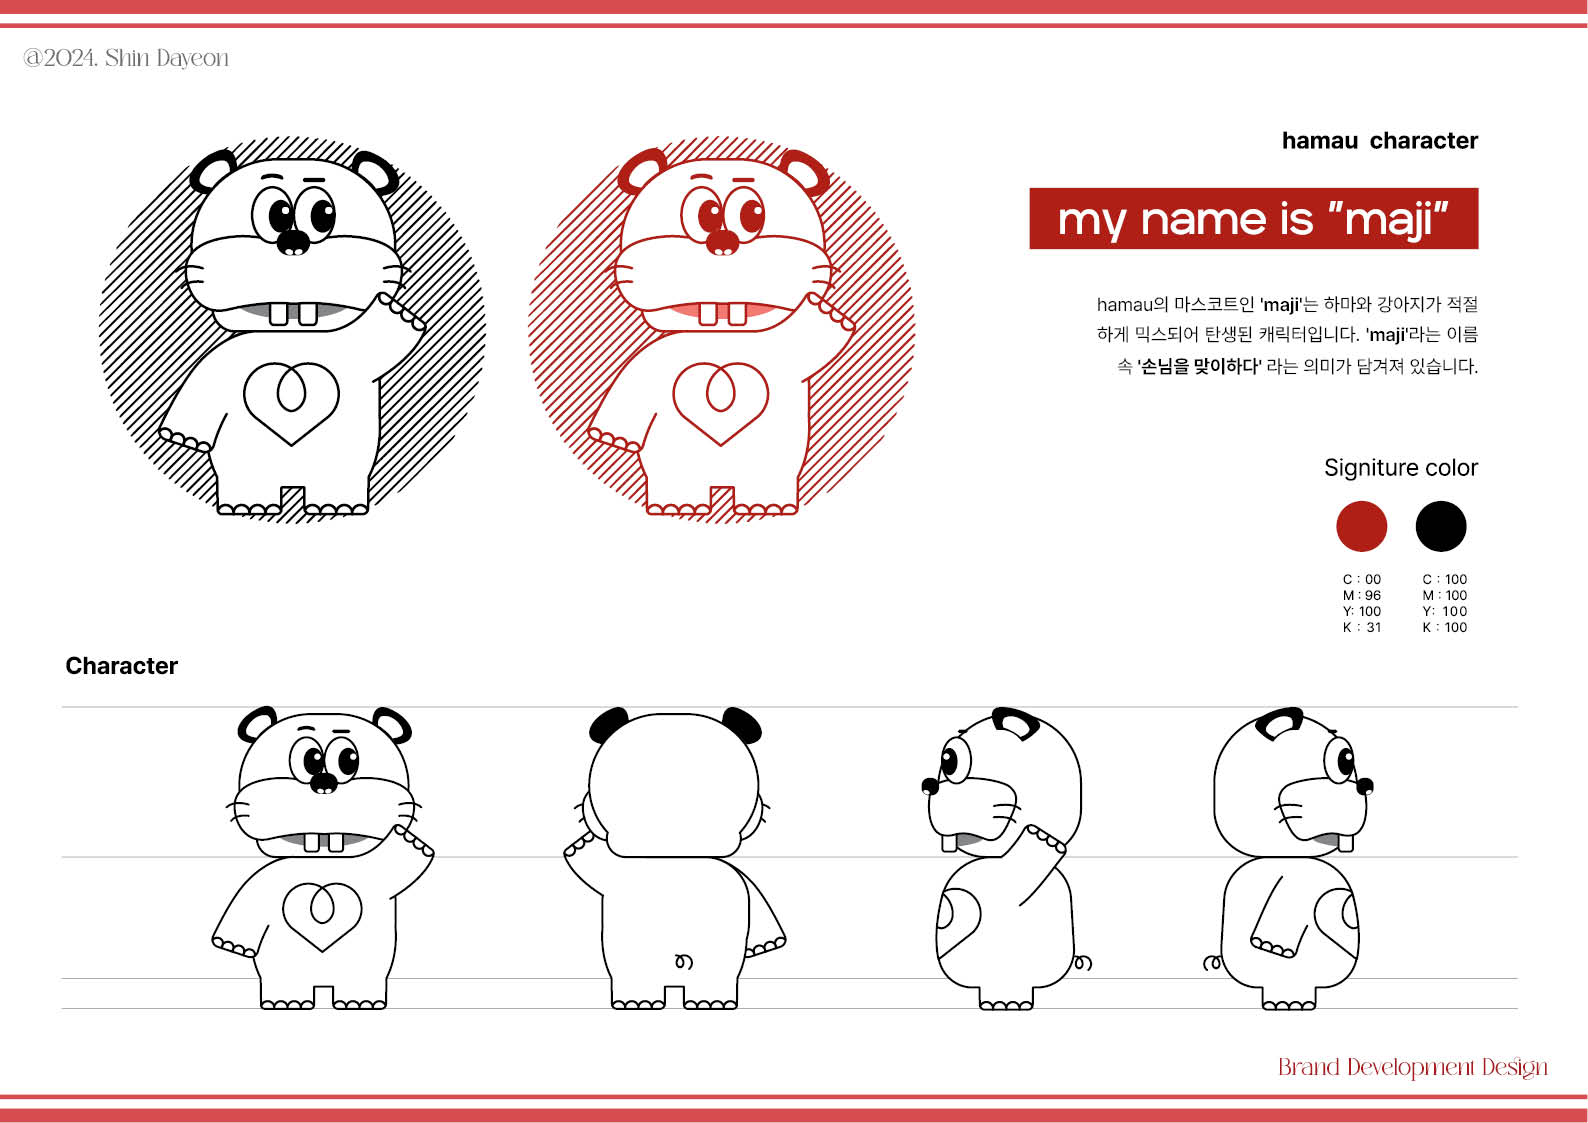 @2024. Shin Dayeon
hamau character
my name is "maji"
hamau의 마스코트인 'maji'는 하마와 강아지가 적절
하게 믹스되어 탄생된 캐릭터입니다. 'maji'라는 이름
속 '손님을 맞이하다' 라는 의미가 담겨져 있습니다.
Signiture color
C : 00
M : 96
Y: 100
K : 31
C : 100
M : 100
Y: 100
K : 100
Character
Brand Development Design